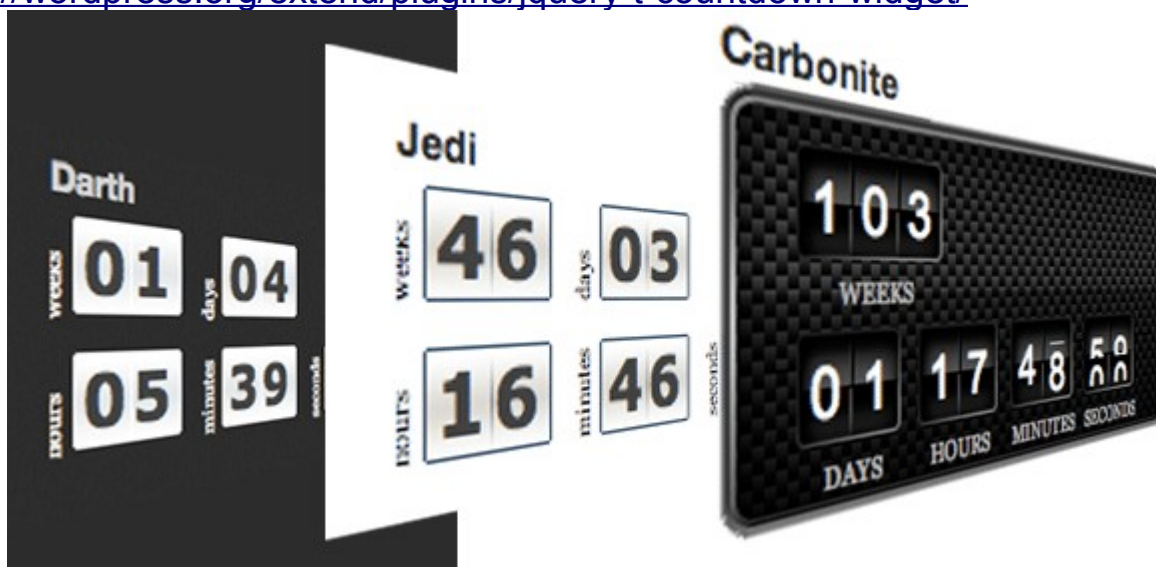 //wordpress.org/extend/plugins/jquery-t-countdown-widget/
Darth
weeks
01
days
04
hours
05
minutes
39
seconds
Jedi
weeks
46
days
03
hours
16
minutes
46
seconds
Carbonite
103
WEEKS
01
DAYS
17
HOURS
48
MINUTES
SECONDS